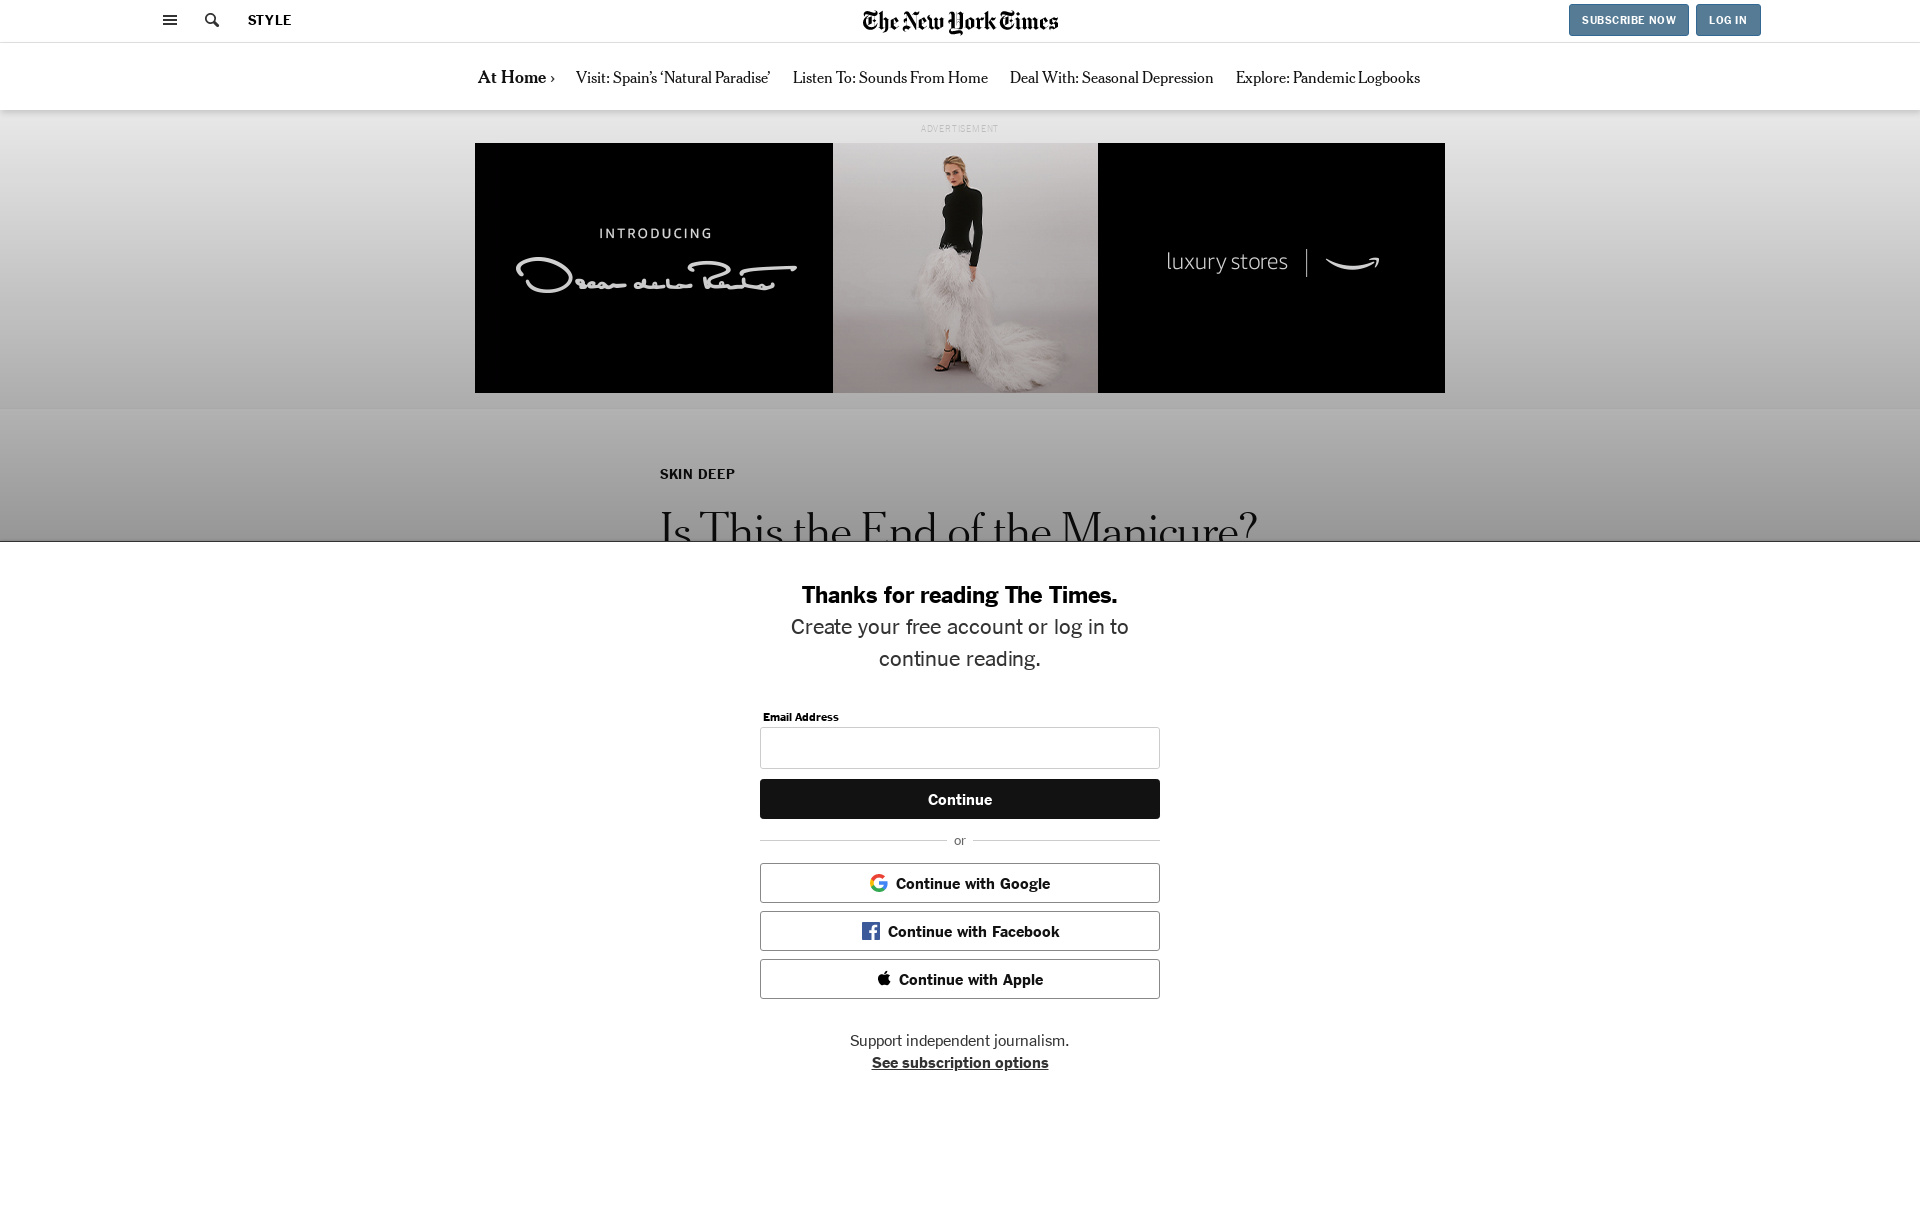 STYLE
The New York Times
SUBSCRIBE NOW
LOG IN
At Home ›
Visit: Spain’s ‘Natural Paradise’
Listen To: Sounds From Home
Deal With: Seasonal Depression
Explore: Pandemic Logbooks
ADVERTISEMENT
INTRODUCING
Oscar de la Renta
luxury stores
SKIN DEEP
Is This the End of the Manicure?
Thanks for reading The Times.
Create your free account or log in to
continue reading.
Email Address
Continue
or
Continue with Google
Continue with Facebook
Continue with Apple
Support independent journalism.
See subscription options